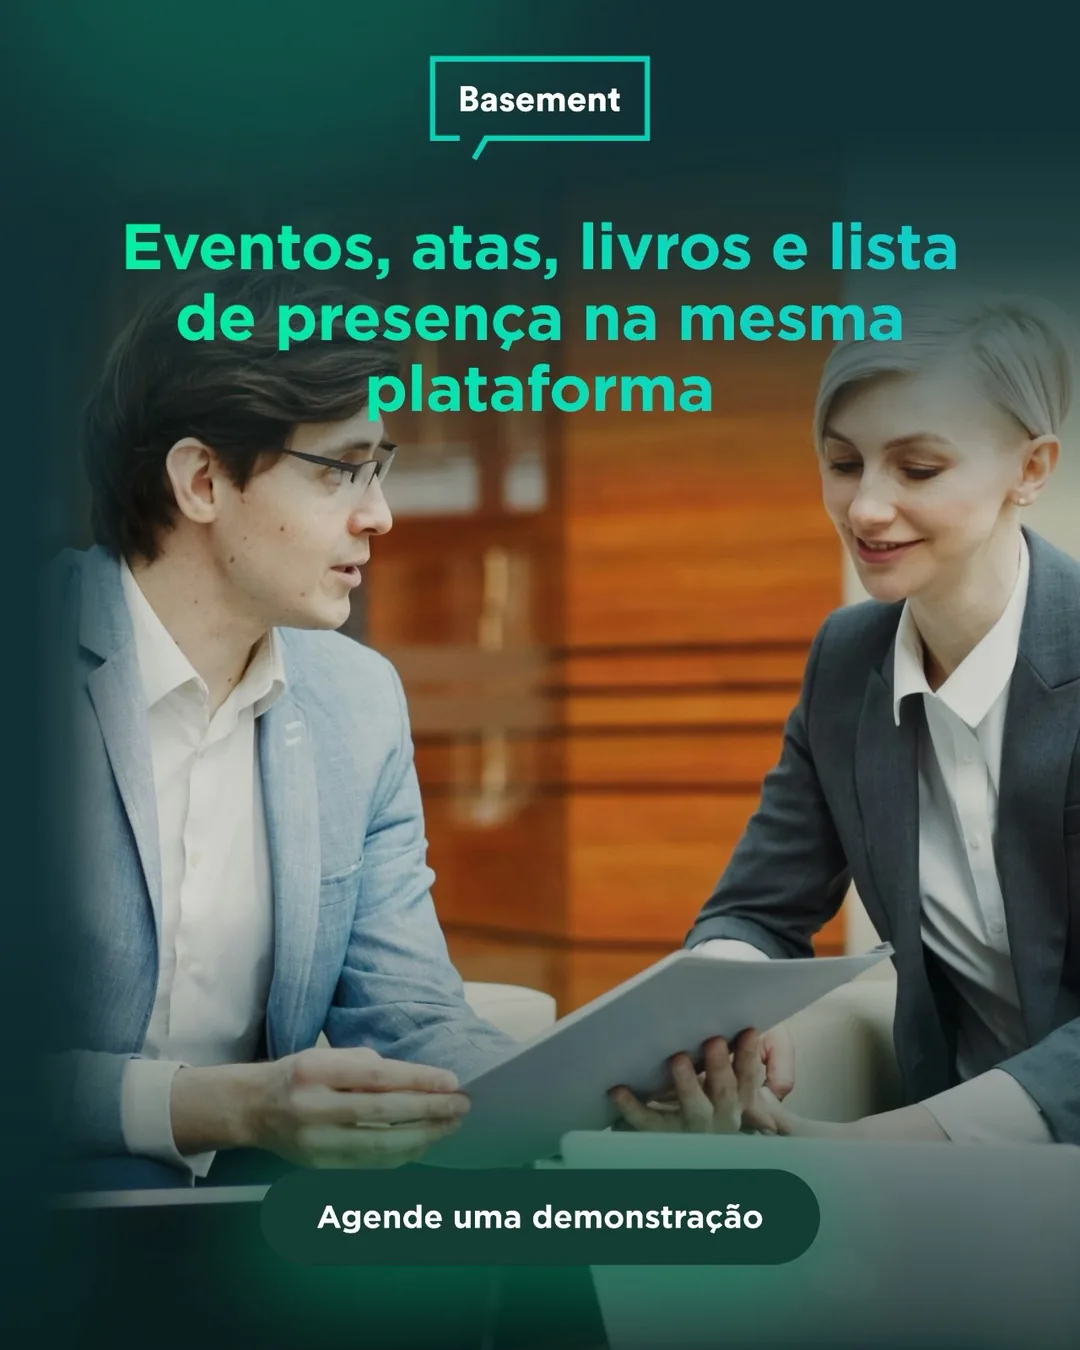 Basement
Eventos, atas, livros e lista
de presença na mesma
plataforma
Agende uma demonstração